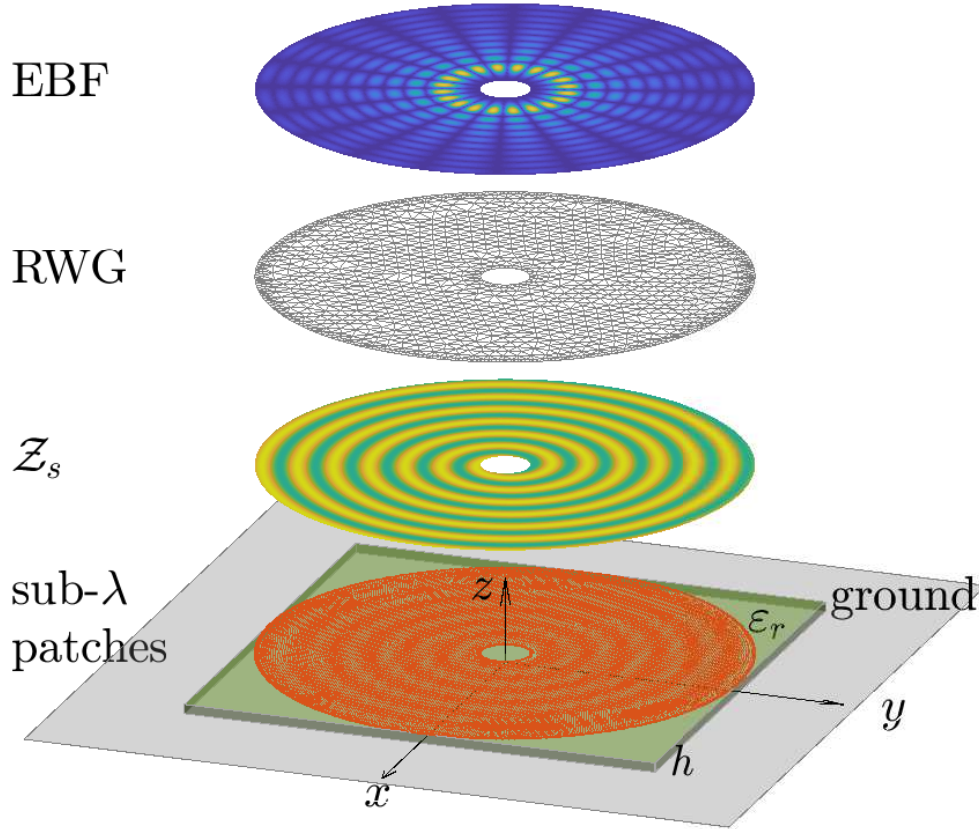 EBF
RWG
𝒵ₛ
sub-λ
patches
z
ground
εᵣ
y
h
x